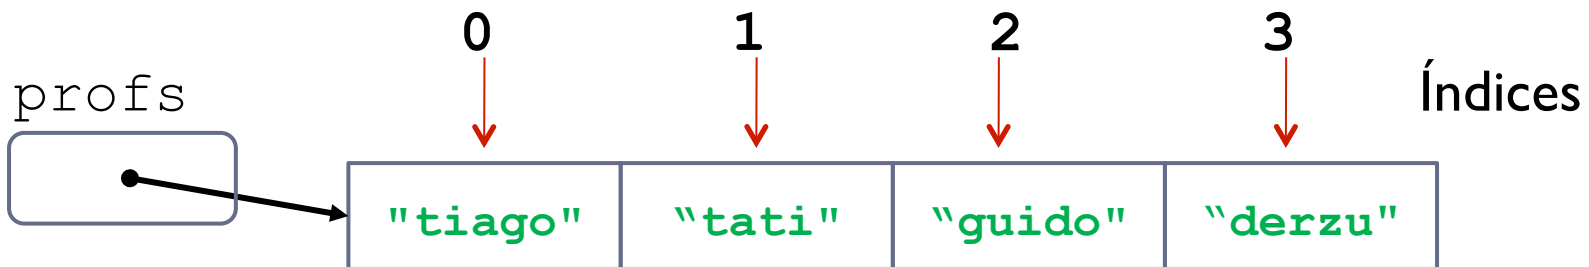 0 1 2 3
profs Índices
"tiago" “tati" “guido" “derzu"